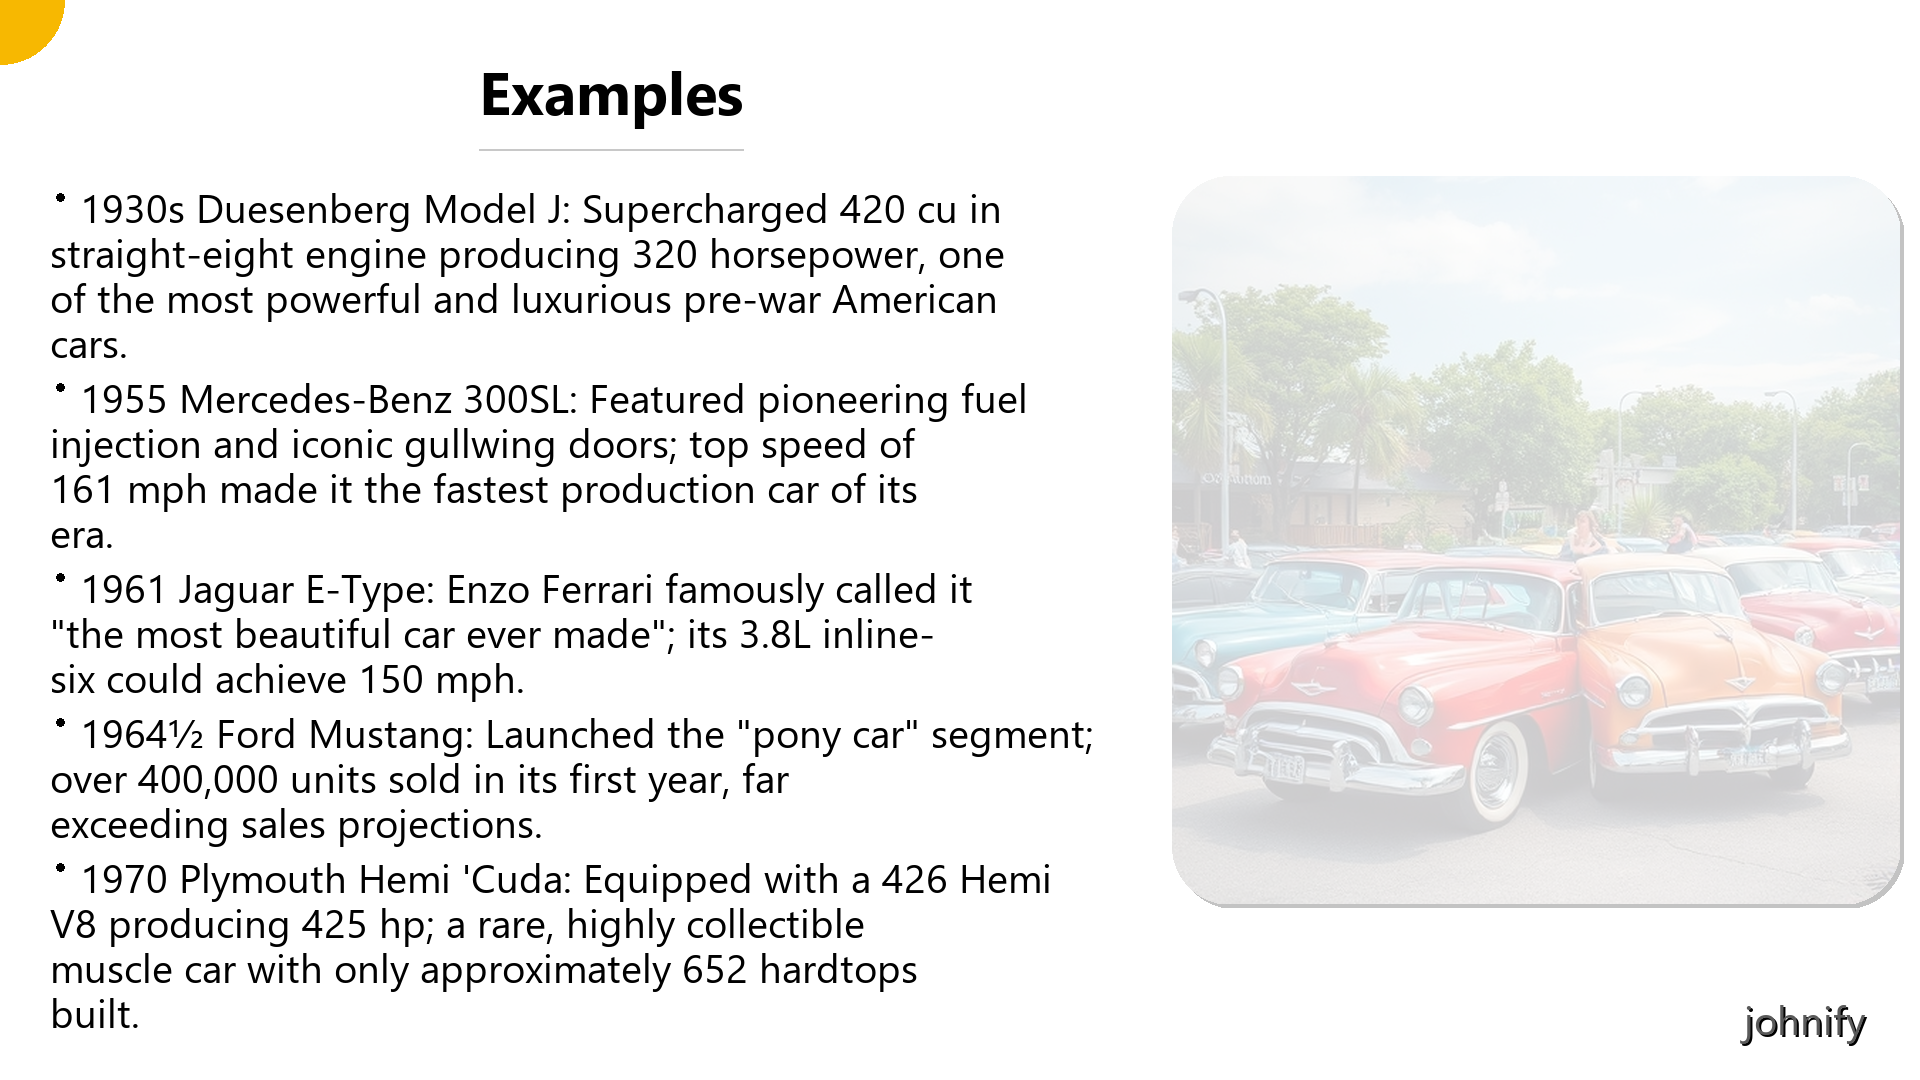 Examples
• 1930s Duesenberg Model J: Supercharged 420 cu in
straight-eight engine producing 320 horsepower, one
of the most powerful and luxurious pre-war American
cars.
• 1955 Mercedes-Benz 300SL: Featured pioneering fuel
injection and iconic gullwing doors; top speed of
161 mph made it the fastest production car of its
era.
• 1961 Jaguar E-Type: Enzo Ferrari famously called it
"the most beautiful car ever made"; its 3.8L inline-
six could achieve 150 mph.
• 1964½ Ford Mustang: Launched the "pony car" segment;
over 400,000 units sold in its first year, far
exceeding sales projections.
• 1970 Plymouth Hemi 'Cuda: Equipped with a 426 Hemi
V8 producing 425 hp; a rare, highly collectible
muscle car with only approximately 652 hardtops
built.
johnify